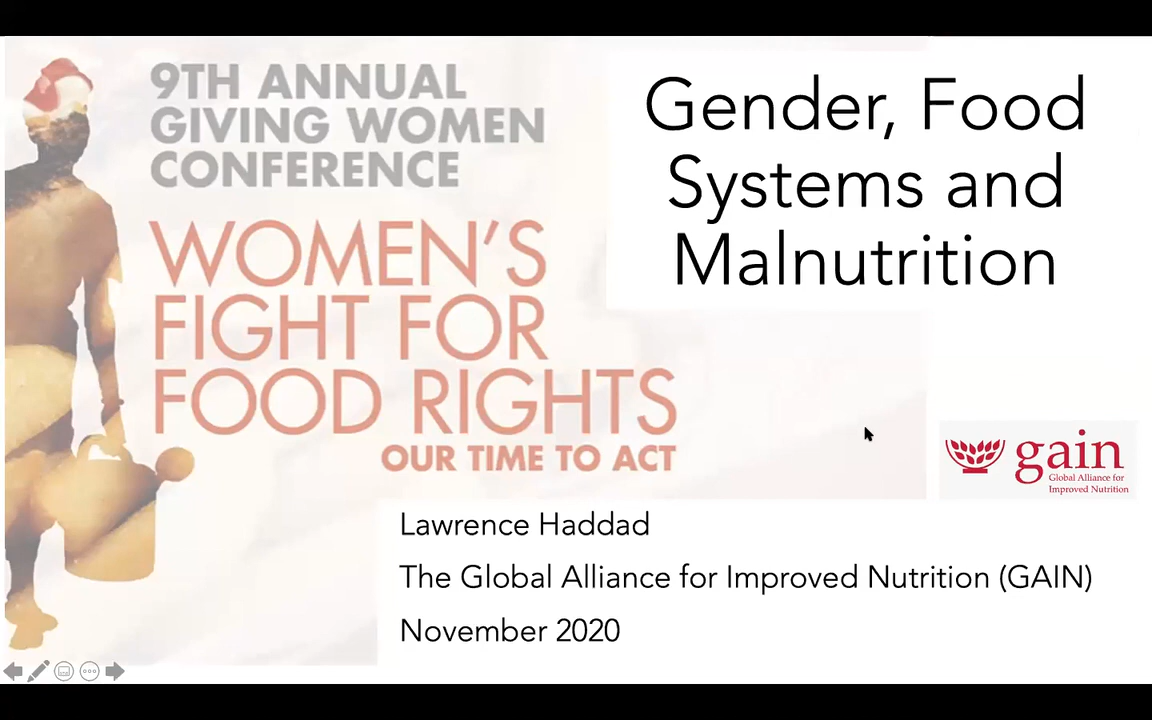 9TH ANNUAL
GIVING WOMEN
CONFERENCE
WOMEN'S
FIGHT FOR
FOOD RIGHTS
OUR TIME TO ACT
Gender, Food
Systems and
Malnutrition
gain
Global Alliance for
Improved Nutrition
Lawrence Haddad
The Global Alliance for Improved Nutrition (GAIN)
November 2020